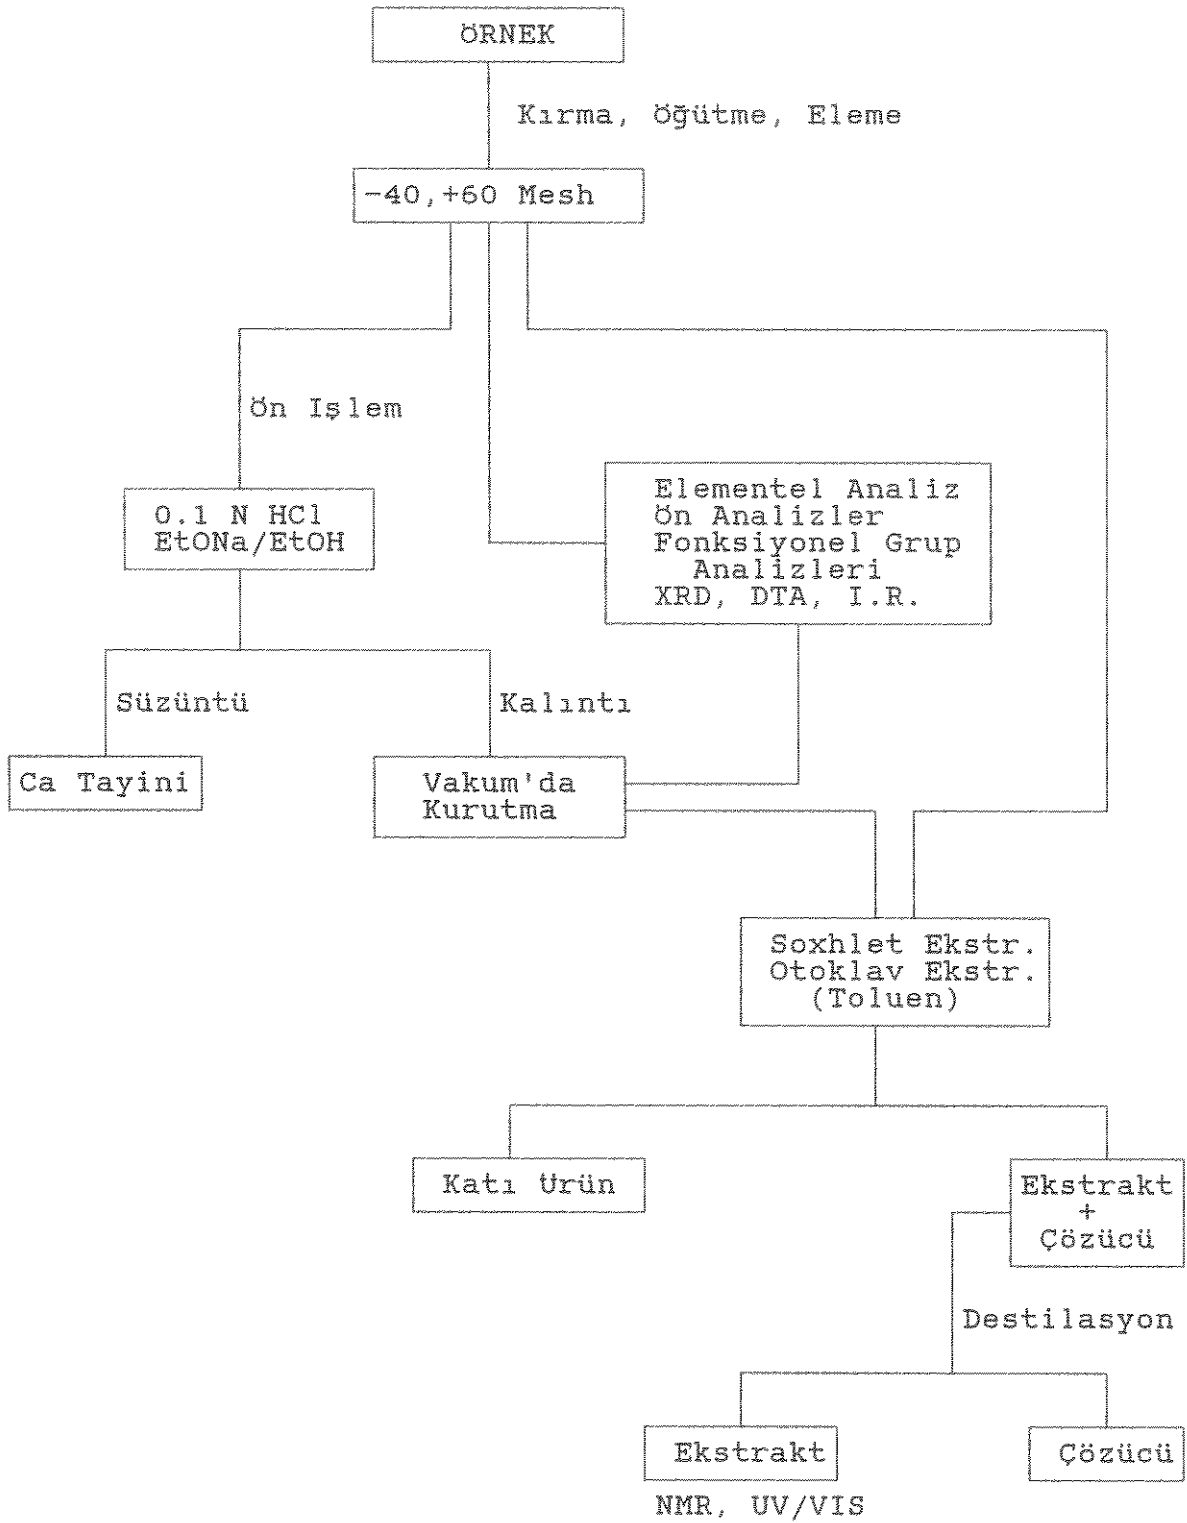 ÖRNEK
Kırma, Öğütme, Eleme
-40,+60 Mesh
Ön Işlem
0.1 N HCl
EtONa/EtOH
Elementel Analiz
Ön Analizler
Fonksiyonel Grup
Analizleri
XRD, DTA, I.R.
Süzüntü
Kalıntı
Ca Tayini
Vakum'da
Kurutma
Soxhlet Ekstr.
Otoklav Ekstr.
(Toluen)
Katı Ürün
Ekstrakt
+
Çözücü
Destilasyon
Ekstrakt
Çözücü
NMR, UV/VIS